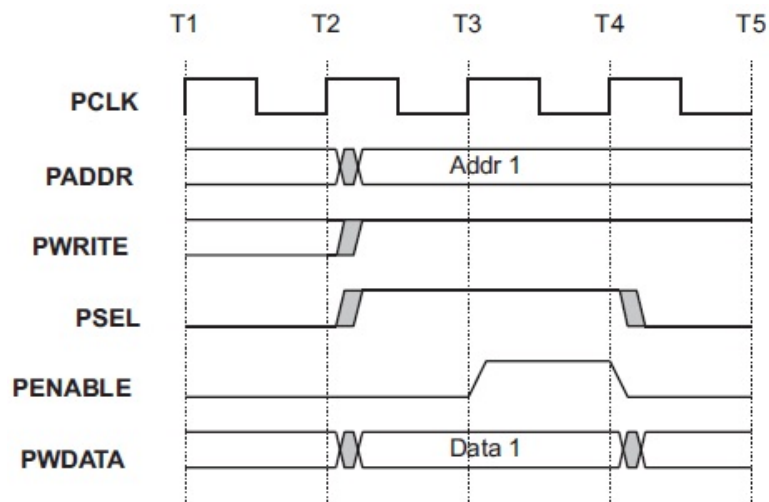 T1 T2 T3 T4 T5
PCLK
PADDR Addr 1
PWRITE
PSEL
PENABLE
PWDATA Data 1